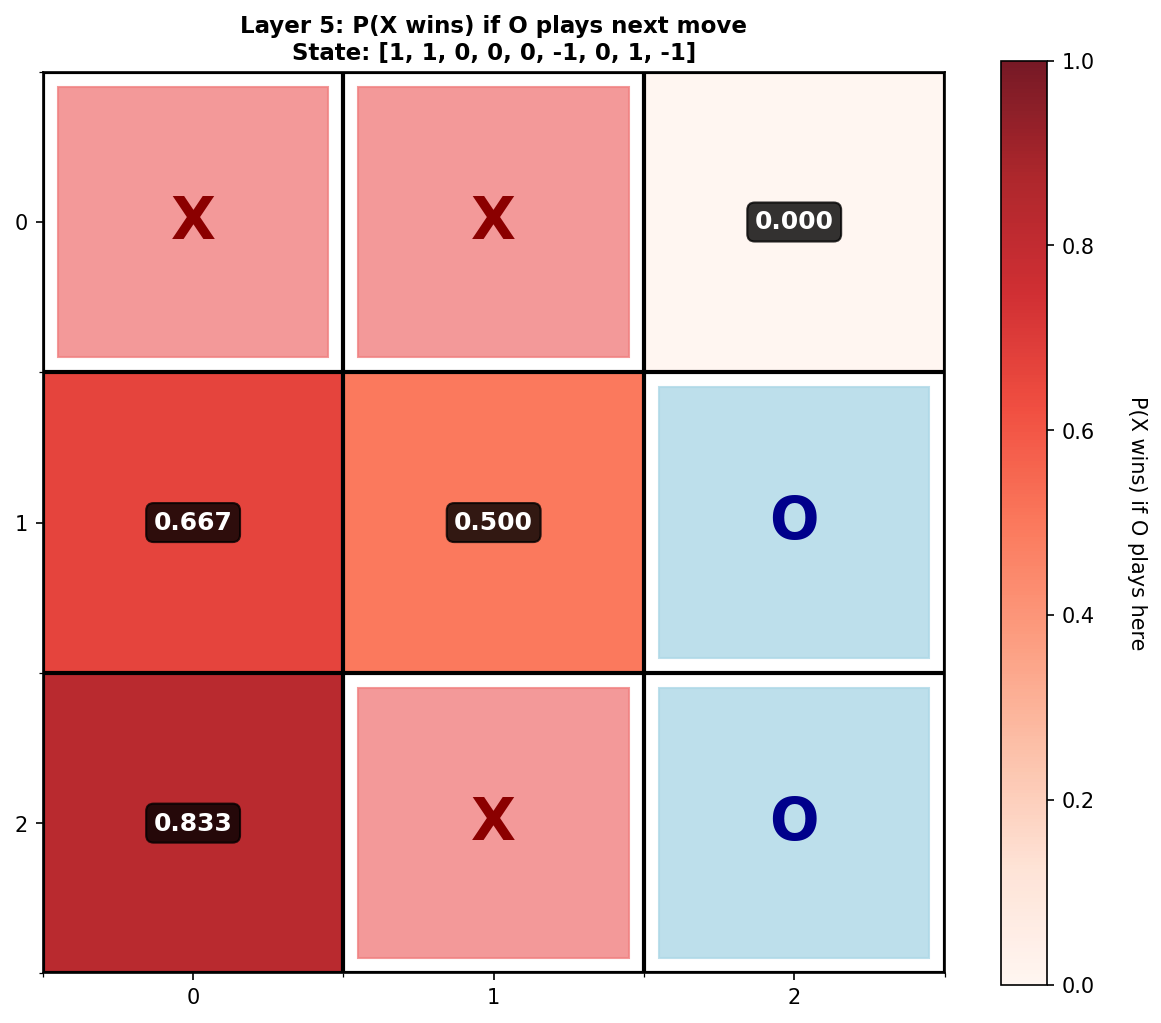 Layer 5: P(X wins) if O plays next move
State: [1, 1, 0, 0, 0, -1, 0, 1, -1]
X
X
0.000
0.667
0.500
O
0.833
X
O
0
1
2
0
1
2
1.0
0.8
0.6
0.4
0.2
0.0
P(X wins) if O plays here